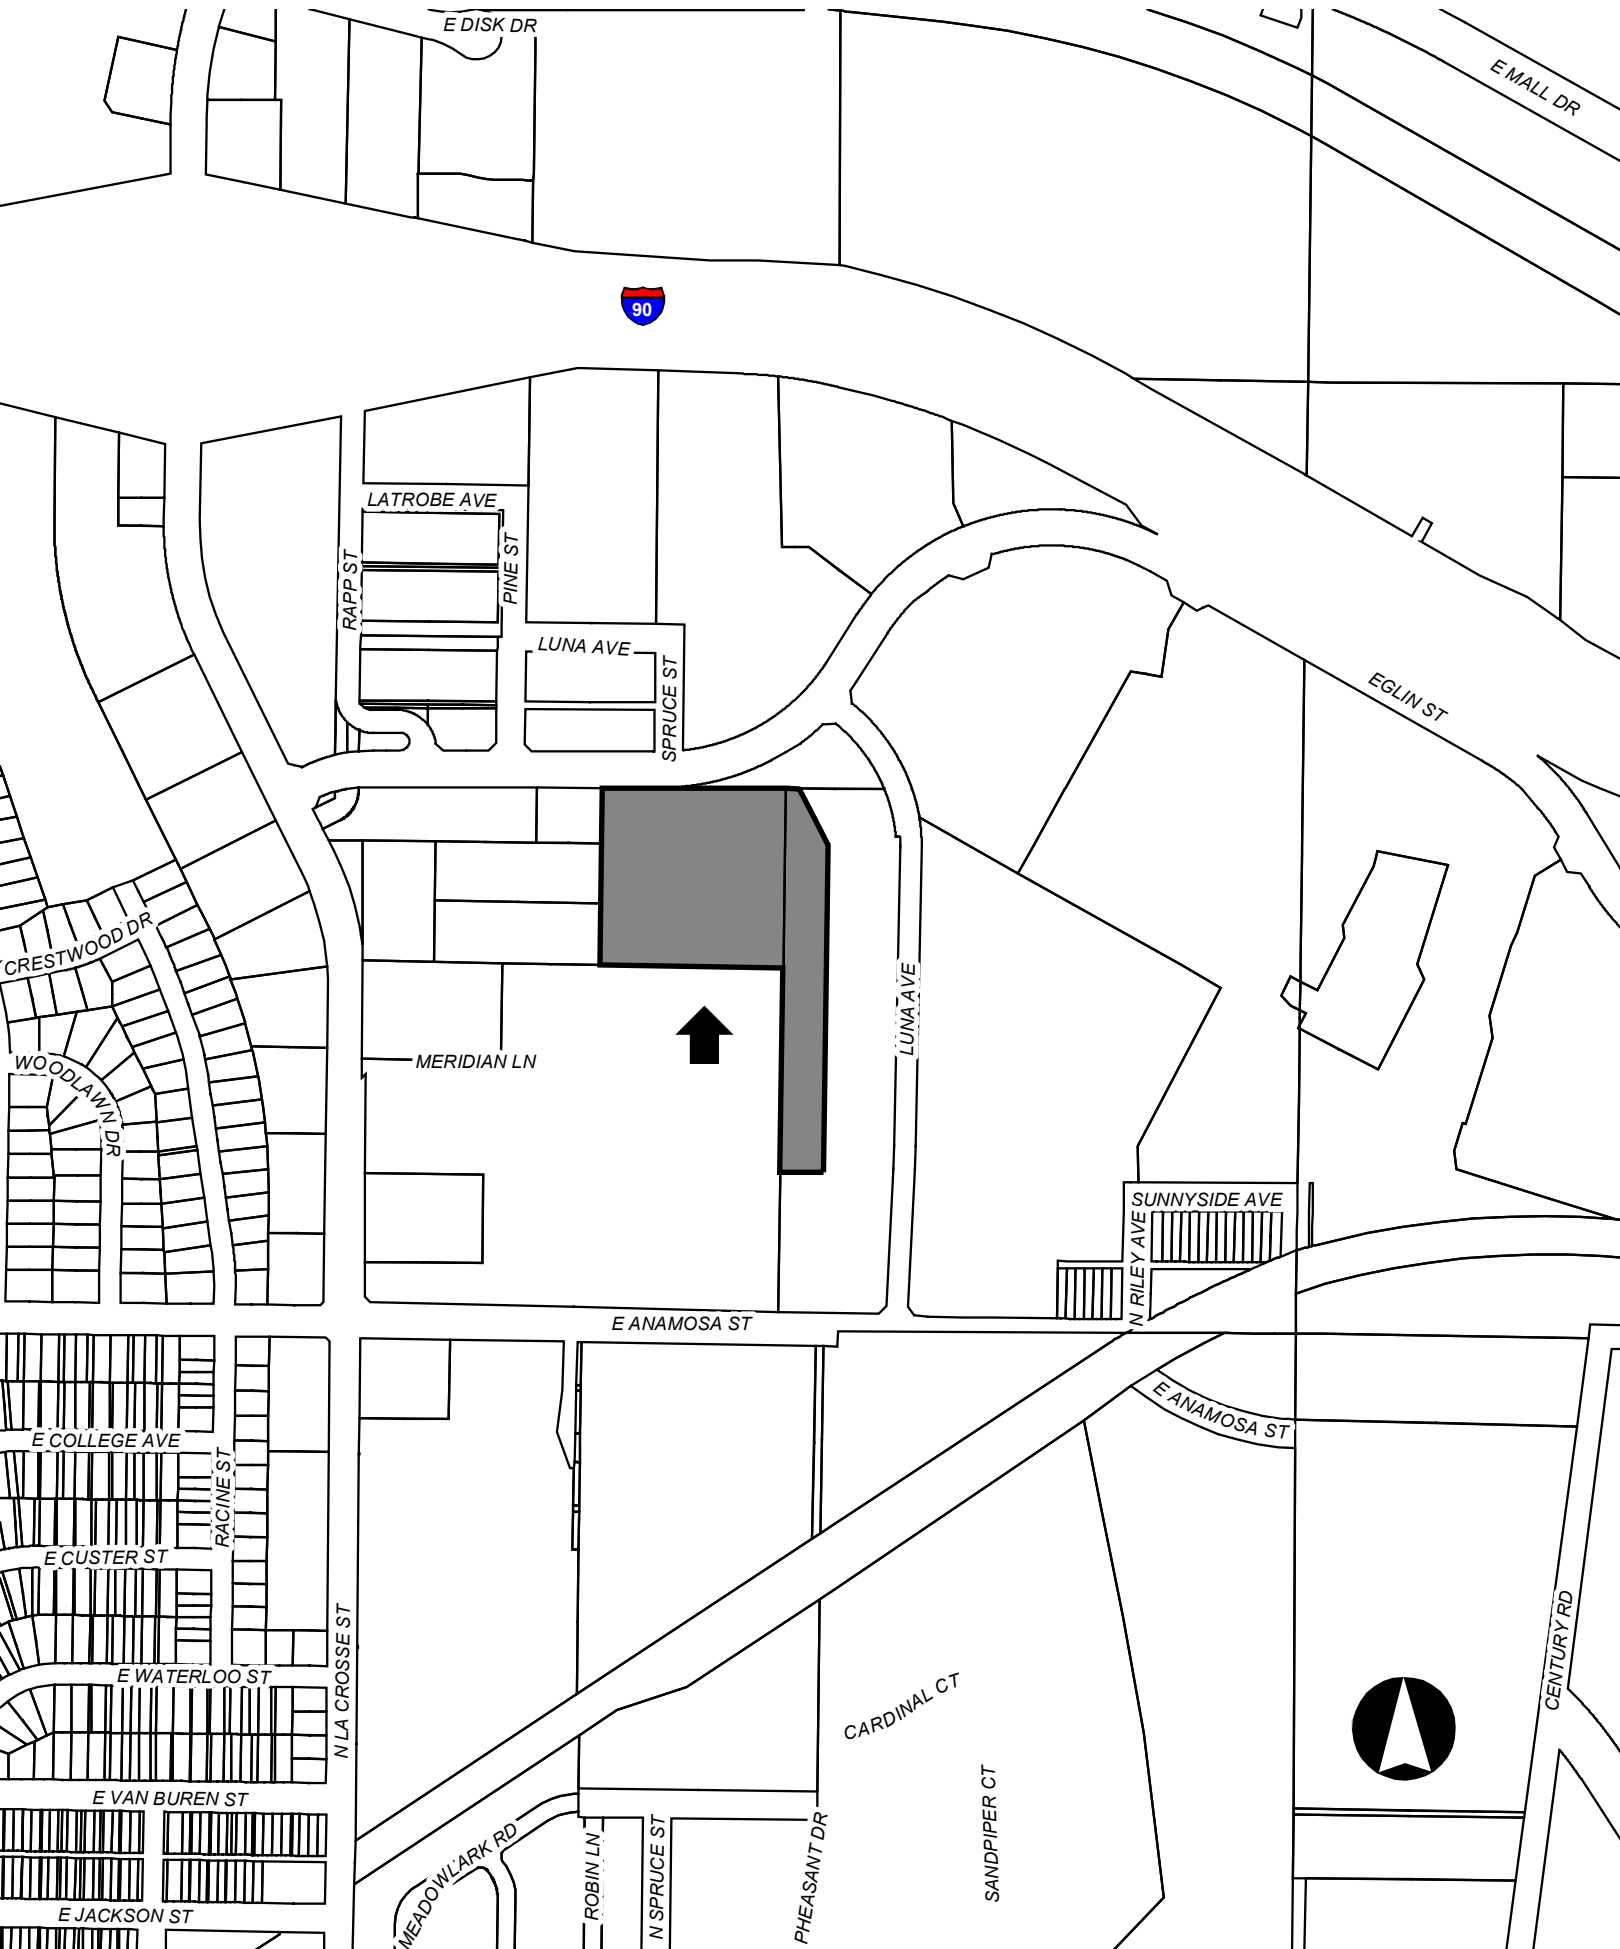 E DISK DR
E MALL DR
90
LATROBE AVE
RAPP ST
PINE ST
LUNA AVE
SPRUCE ST
EGLIN ST
CRESTWOOD DR
LUNA AVE
MERIDIAN LN
WOODLAWN DR
SUNNYSIDE AVE
N RILEY AVE
E ANAMOSA ST
E ANAMOSA ST
E COLLEGE AVE
RACINE ST
E CUSTER ST
N LA CROSSE ST
CENTURY RD
E WATERLOO ST
CARDINAL CT
SANDPIPER CT
E VAN BUREN ST
MEADOWLARK RD
ROBIN LN
N SPRUCE ST
PHEASANT DR
E JACKSON ST